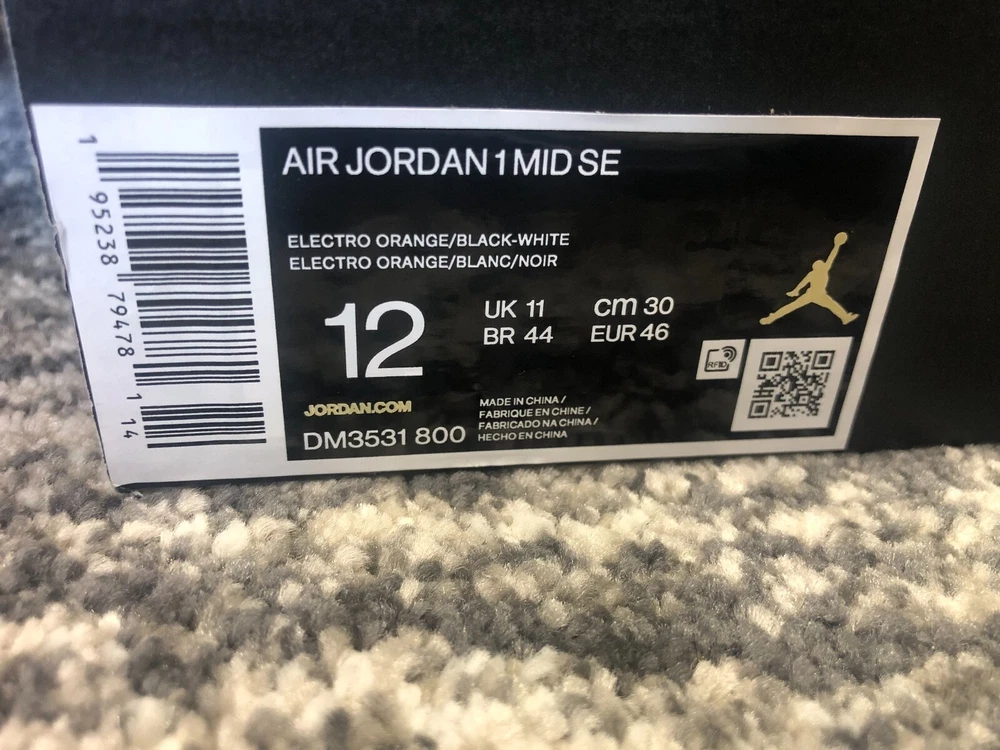 AIR JORDAN 1 MID SE
ELECTRO ORANGE/BLACK-WHITE
ELECTRO ORANGE/BLANC/NOIR
12
UK 11 cm 30
BR 44 EUR 46
RFID
JORDAN.COM
DM3531 800
MADE IN CHINA /
FABRIQUE EN CHINE /
FABRICADO NA CHINA /
HECHO EN CHINA
1 95238 79478 1 14